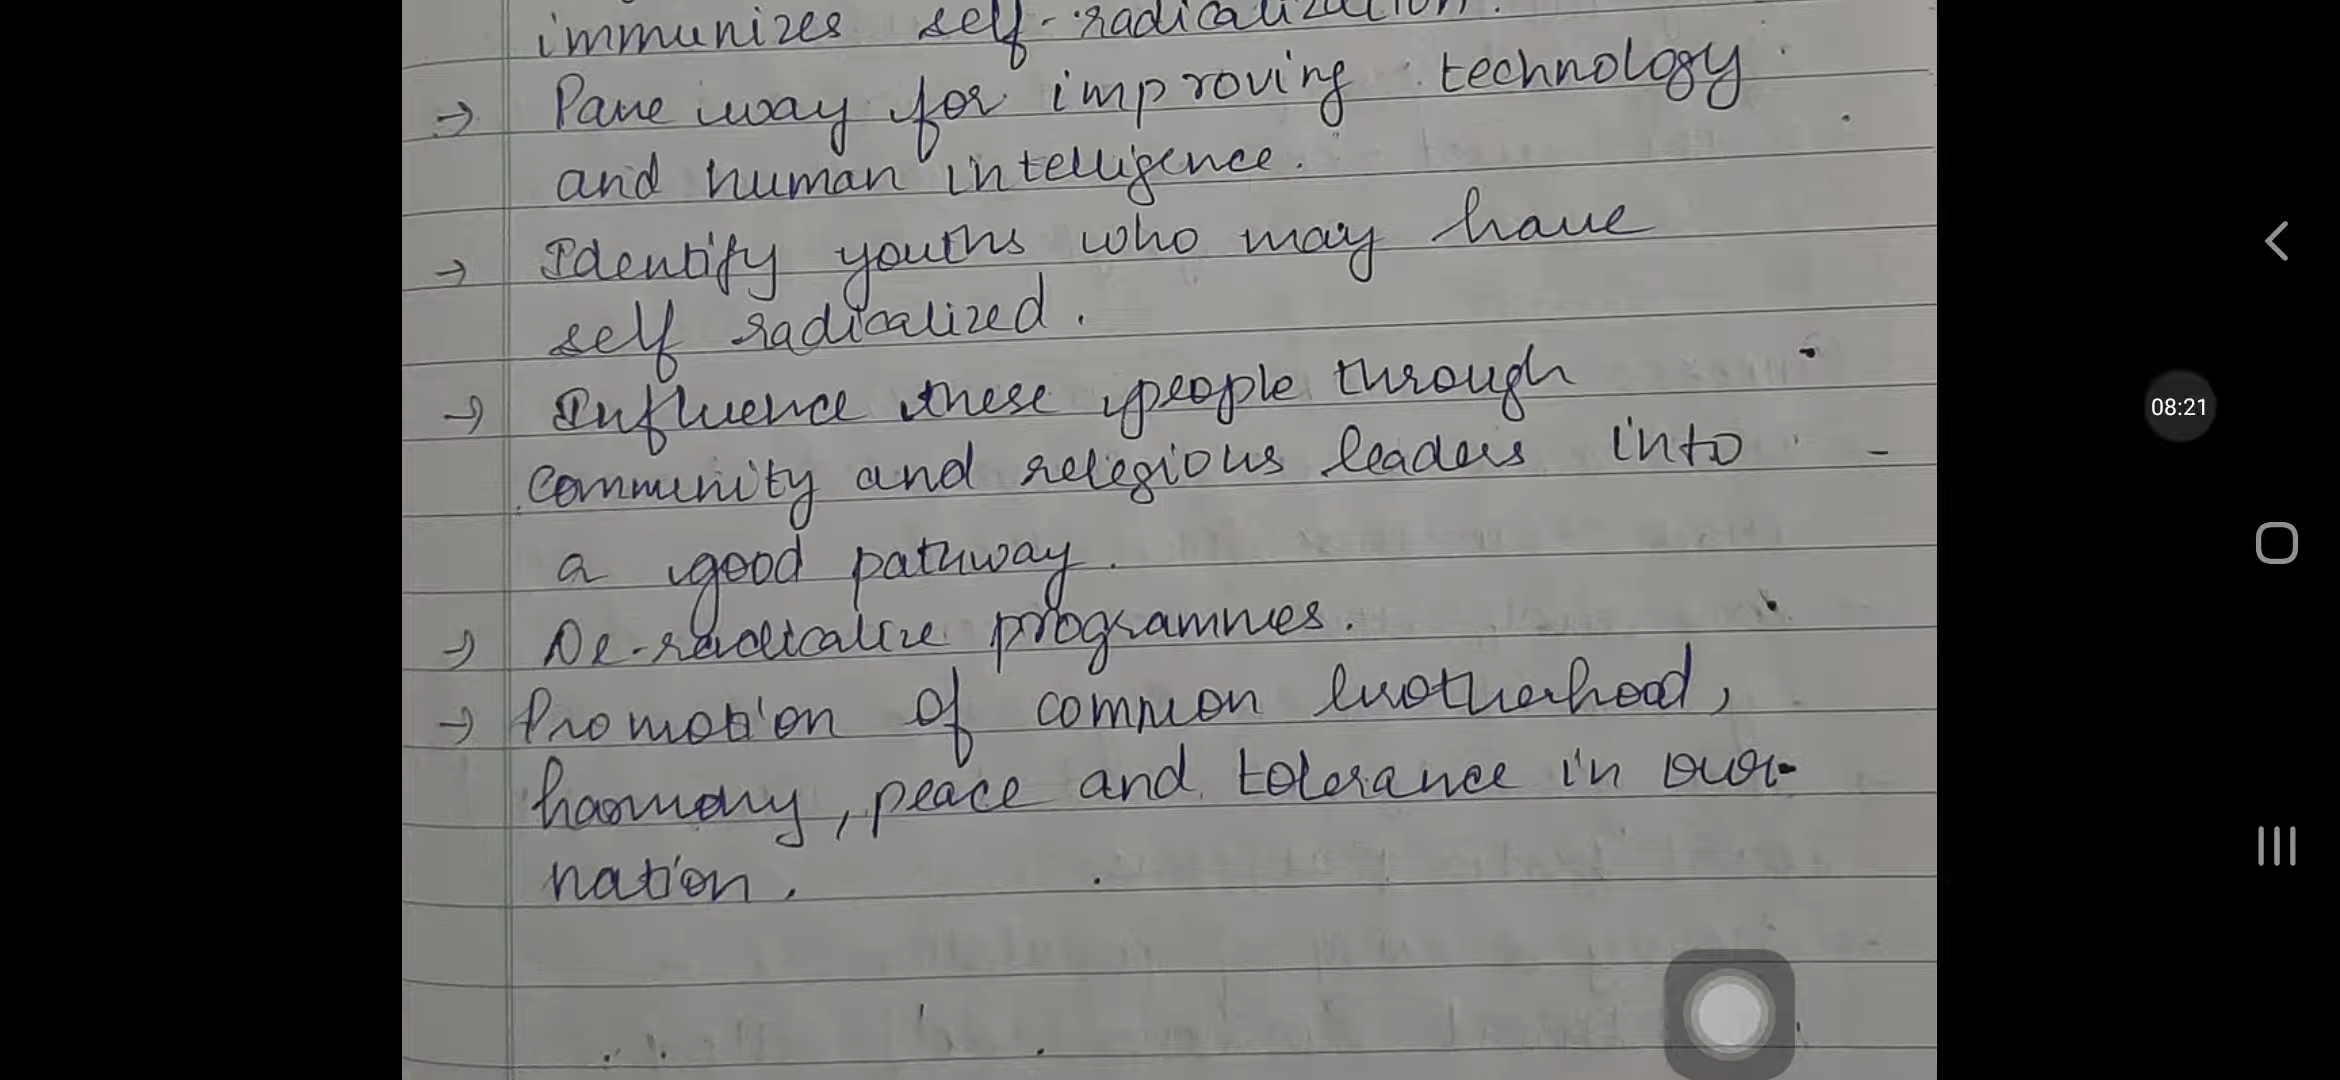 immunizes self-radicalization.
→ Pave way for improving technology
and human intelligence.
→ Identify youths who may have
self radicalized.
→ Influence these people through
community and relegious leaders into
a good pathway.
→ De-radicalize programmes.
→ Promotion of common brotherhood,
harmony, peace and tolerance in our
nation.
08:21